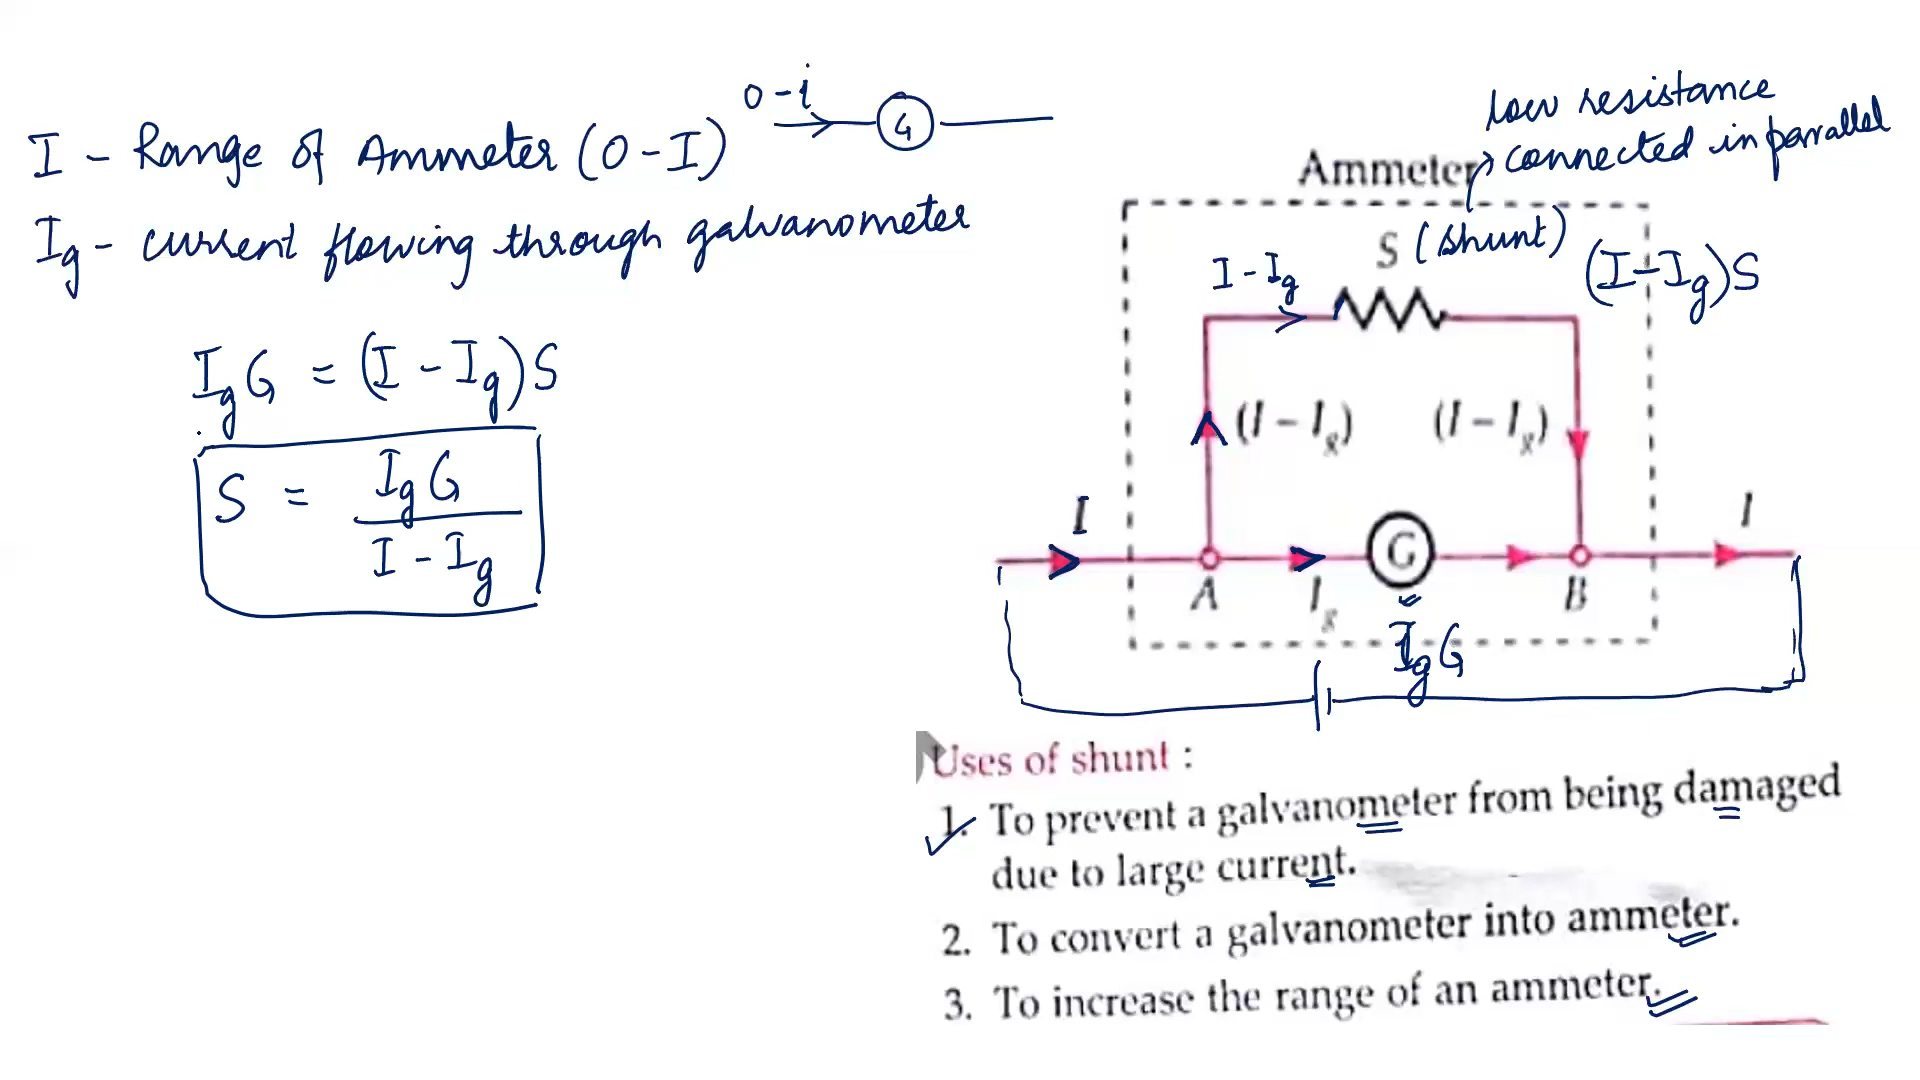 I - Range of Ammeter (0-I)
0-i
G
Ig - current flowing through galvanometer
IgG = (I - Ig)S
S = IgG / I - Ig
low resistance
connected in parallel
Ammeter
S (shunt)
I - Ig
(I-Ig)S
(I - Ig) (I - Ig)
I
I
G
A
Ig
B
IgG
Uses of shunt :
1. To prevent a galvanometer from being damaged
due to large current.
2. To convert a galvanometer into ammeter.
3. To increase the range of an ammeter.